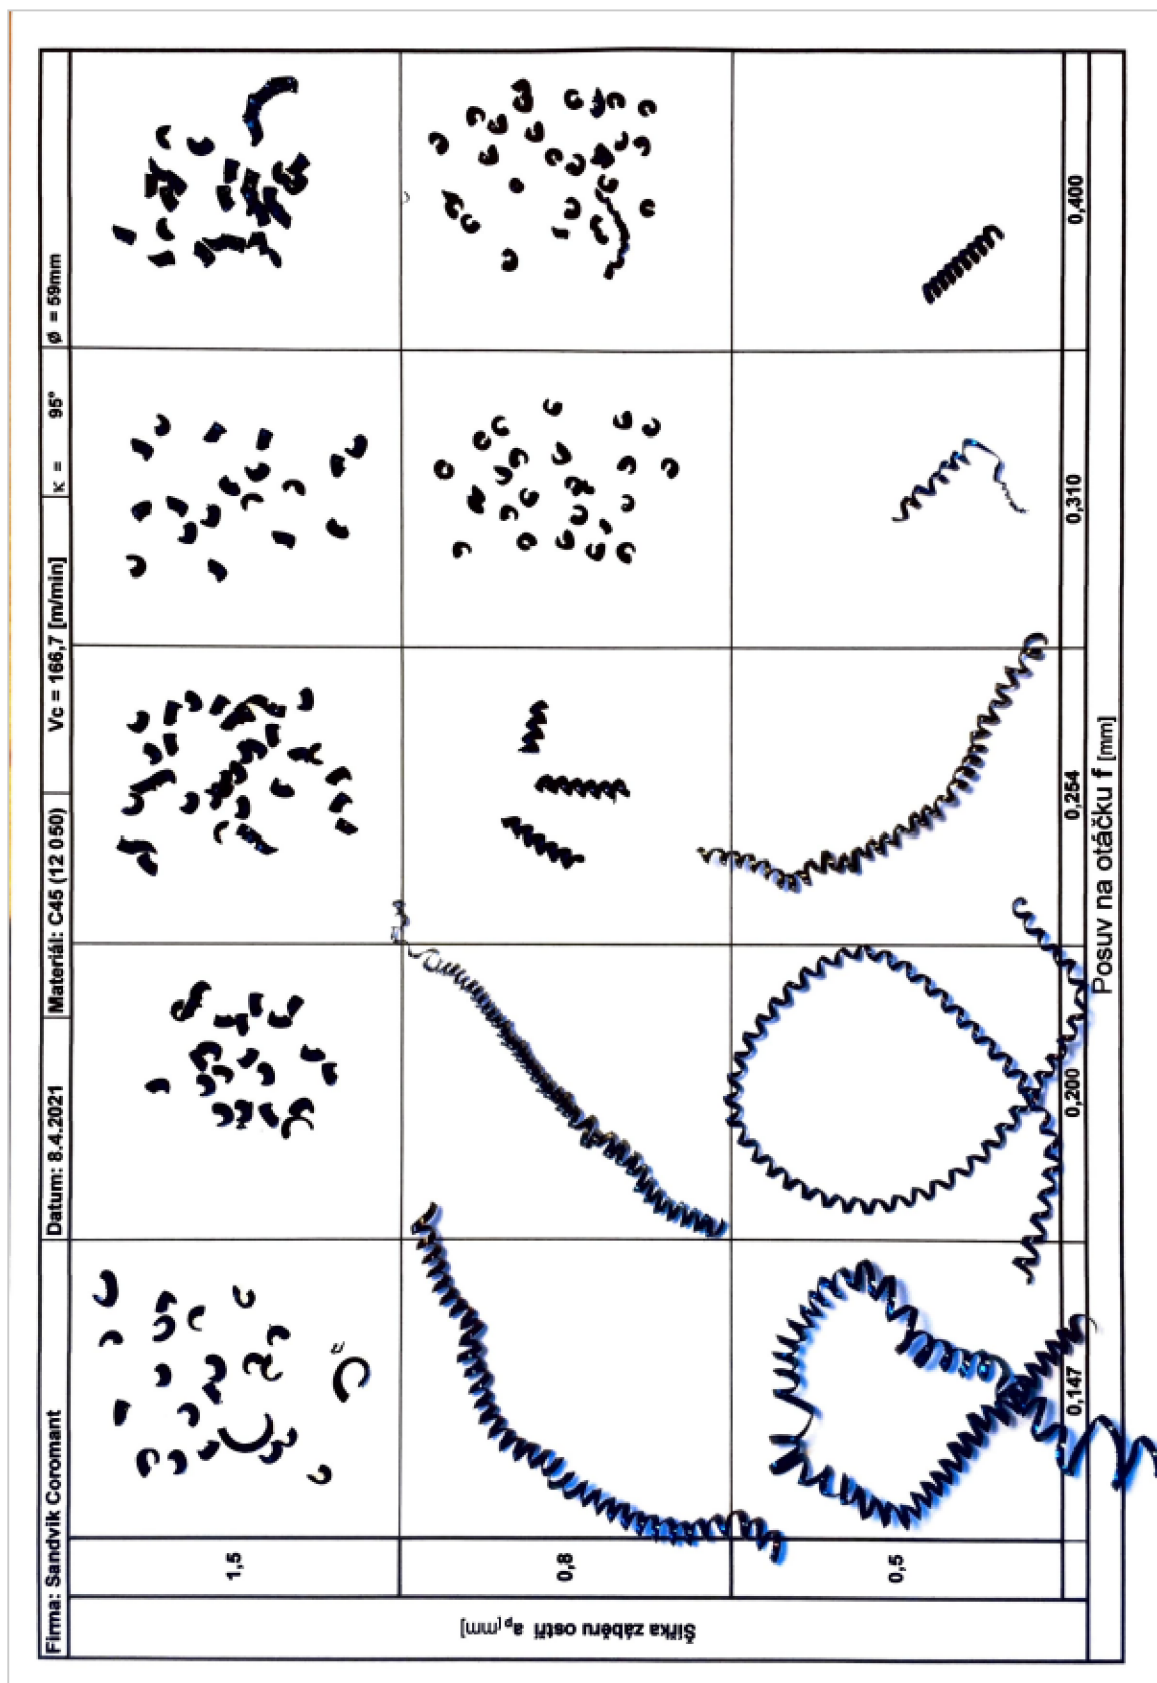 Firma: Sandvik Coromant
Datum: 8.4.2021
Materiál: C45 (12 050)
Vc = 166,7 [m/min]
κ = 95°
Ø = 59mm
Šířka záběru ostří aₚ[mm]
1,5
0,8
0,5
0,147
0,200
0,254
0,310
0,400
Posuv na otáčku f [mm]